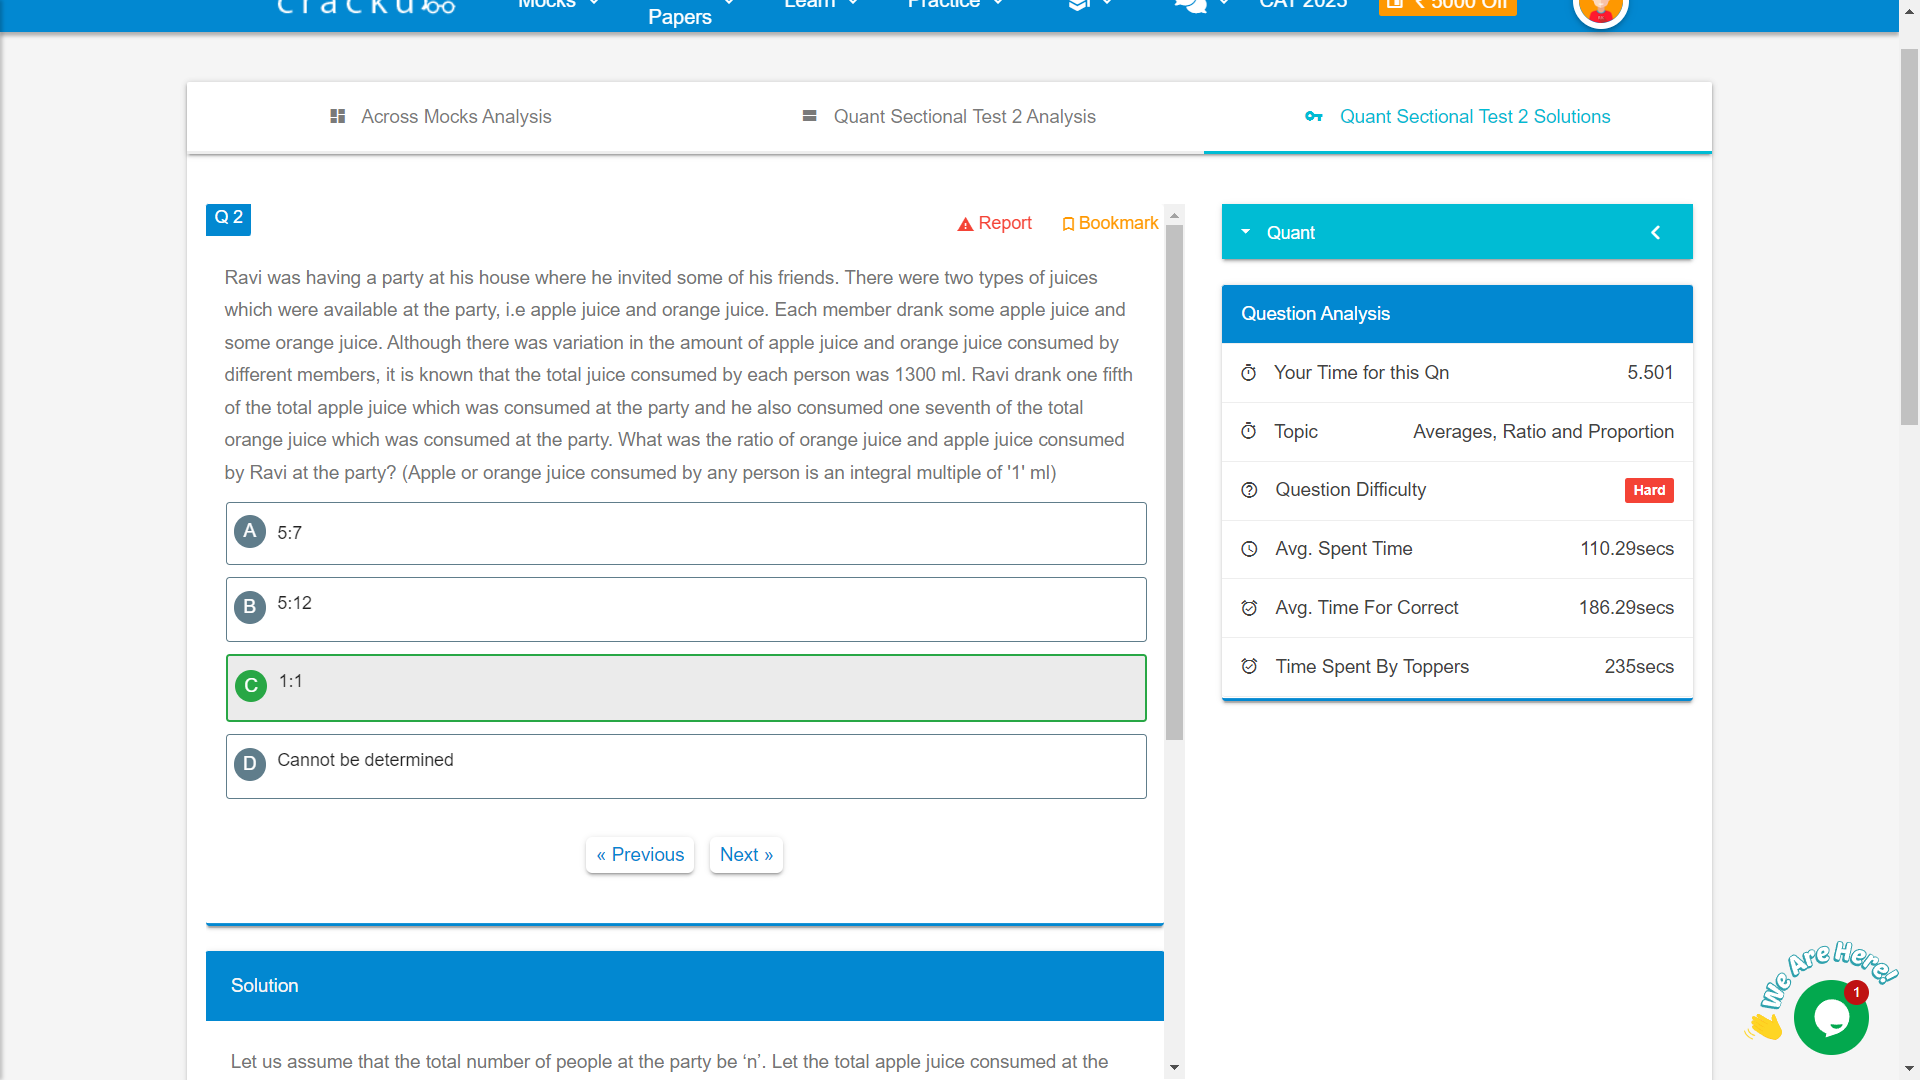 cracku
Mocks
Papers
Learn
Practice
CAT 2023
₹ 5000 Off
Across Mocks Analysis
Quant Sectional Test 2 Analysis
Quant Sectional Test 2 Solutions
Q 2
Report
Bookmark
Ravi was having a party at his house where he invited some of his friends. There were two types of juices
which were available at the party, i.e apple juice and orange juice. Each member drank some apple juice and
some orange juice. Although there was variation in the amount of apple juice and orange juice consumed by
different members, it is known that the total juice consumed by each person was 1300 ml. Ravi drank one fifth
of the total apple juice which was consumed at the party and he also consumed one seventh of the total
orange juice which was consumed at the party. What was the ratio of orange juice and apple juice consumed
by Ravi at the party? (Apple or orange juice consumed by any person is an integral multiple of '1' ml)
A 5:7
B 5:12
C 1:1
D Cannot be determined
« Previous
Next »
Solution
Let us assume that the total number of people at the party be ‘n’. Let the total apple juice consumed at the
Quant
Question Analysis
Your Time for this Qn 5.501
Topic Averages, Ratio and Proportion
Question Difficulty Hard
Avg. Spent Time 110.29secs
Avg. Time For Correct 186.29secs
Time Spent By Toppers 235secs
We Are Here!
1